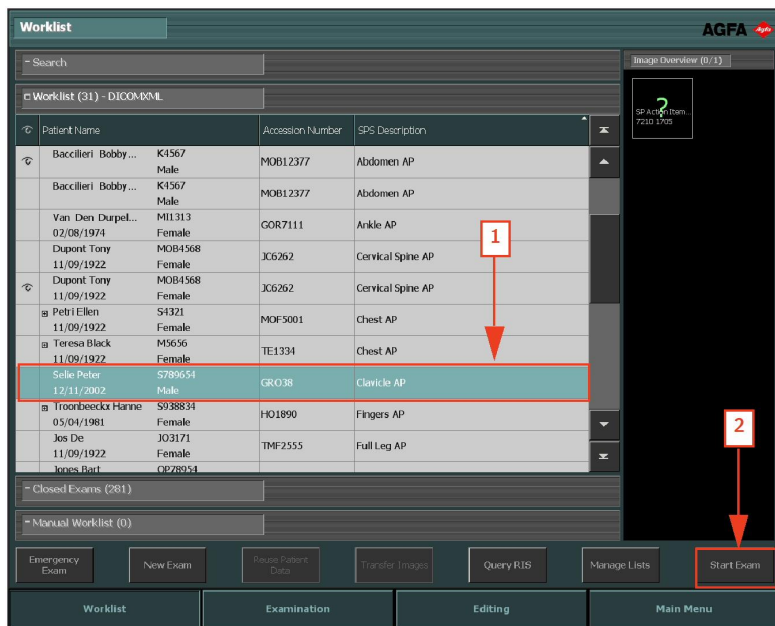 Worklist
AGFA
- Search
Image Overview (0/1)
Worklist (31) - DICOMXML
?
SP Action Item...
7210 1705
Patient Name Accession Number SPS Description
Baccilieri Bobby... K4567 MOB12377 Abdomen AP
Male
Baccilieri Bobby... K4567 MOB12377 Abdomen AP
Male
Van Den Durpel... MI1313 GOR7111 Ankle AP
02/08/1974 Female
1
Dupont Tony MOB4568 JC6262 Cervical Spine AP
11/09/1922 Female
Dupont Tony MOB4568 JC6262 Cervical Spine AP
11/09/1922 Female
Petri Ellen S4321 MOF5001 Chest AP
11/09/1922 Female
Teresa Black M5656 TE1334 Chest AP
11/09/1922 Female
Selie Peter S789654 GRO38 Clavicle AP
12/11/2002 Male
Troonbeeckx Hanne S938834 HO1890 Fingers AP
05/04/1981 Female
2
Jos De JO3171 TMF2555 Full Leg AP
11/09/1922 Female
Jones Bart OP78954
- Closed Exams (281)
- Manual Worklist (0)
Emergency Exam
New Exam
Reuse Patient Data
Transfer Images
Query RIS
Manage Lists
Start Exam
Worklist
Examination
Editing
Main Menu